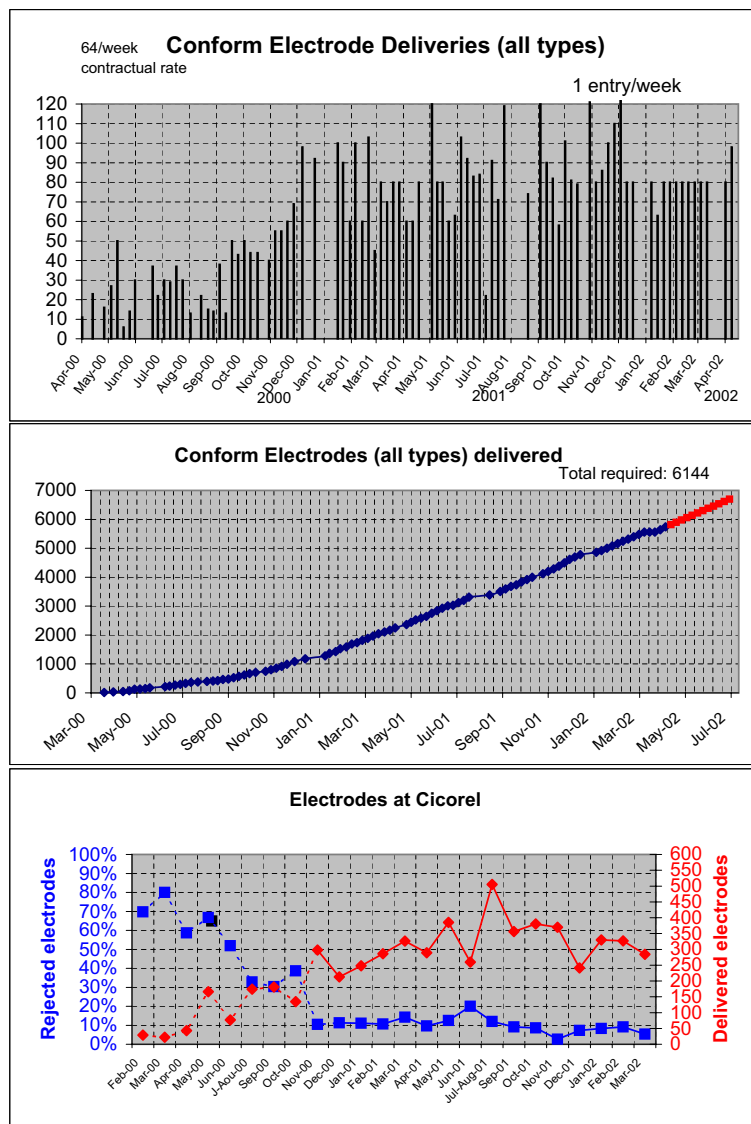 64/week
contractual rate
Conform Electrode Deliveries (all types)
1 entry/week
120
110
100
90
80
70
60
50
40
30
20
10
0
Apr-00
May-00
Jun-00
Jul-00
Aug-00
Sep-00
Oct-00
Nov-00
Dec-00
Jan-01
Feb-01
Mar-01
Apr-01
May-01
Jun-01
Jul-01
Aug-01
Sep-01
Oct-01
Nov-01
Dec-01
Jan-02
Feb-02
Mar-02
Apr-02
2000
2001
2002
Conform Electrodes (all types) delivered
Total required: 6144
7000
6000
5000
4000
3000
2000
1000
0
Mar-00
May-00
Jul-00
Sep-00
Nov-00
Jan-01
Mar-01
May-01
Jul-01
Sep-01
Nov-01
Jan-02
Mar-02
May-02
Jul-02
Electrodes at Cicorel
Rejected electrodes
100%
90%
80%
70%
60%
50%
40%
30%
20%
10%
0%
600
550
500
450
400
350
300
250
200
150
100
50
0
Delivered electrodes
Feb-00
Mar-00
Apr-00
May-00
Jun-00
J-Aou-00
Sep-00
Oct-00
Nov-00
Dec-00
Jan-01
Feb-01
Mar-01
Apr-01
May-01
Jun-01
Jul-Aug-01
Sep-01
Oct-01
Nov-01
Dec-01
Jan-02
Feb-02
Mar-02